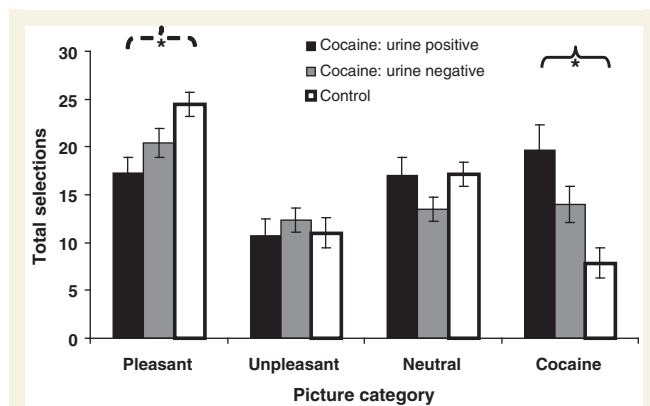 *
*
Cocaine: urine positive
Cocaine: urine negative
Control
30
25
20
15
10
5
0
Total selections
Pleasant Unpleasant Neutral Cocaine
Picture category